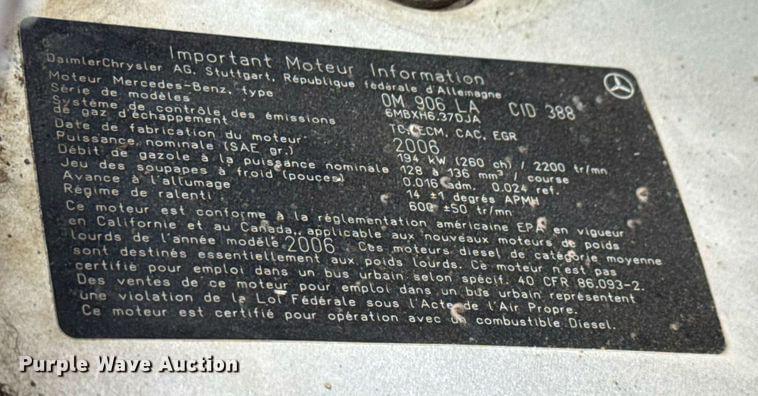 Important Moteur Information
DaimlerChrysler AG, Stuttgart, République fédérale d'Allemagne
Moteur Mercedes-Benz, type OM 906 LA CID 388
Série de modèles 6MBXH6.37DJA
Système de contrôle des émissions
de gaz d'échappement TC, ECM, CAC, EGR
Date de fabrication du moteur 2006
Puissance nominale (SAE gr.) 194 kW (260 ch) / 2200 tr/mn
Débit de gazole à la puissance nominale 128 à 136 mm³ / course
Jeu des soupapes à froid (pouces) 0.016 adm. 0.024 ref.
Avance à l'allumage 14 ±1 degrés APMH
Régime de ralenti 600 ±50 tr/mn
Ce moteur est conforme à la réglementation américaine EPA en vigueur
en Californie et au Canada, applicable aux nouveaux moteurs de poids
lourds de l'année modèle 2006 . Ces moteurs diesel de catégorie moyenne
sont destinés essentiellement aux poids lourds. Ce moteur n'est pas
certifié pour emploi dans un bus urbain selon spécif. 40 CFR 86.093-2.
Des ventes de ce moteur pour emploi dans un bus urbain représentent
une violation de la Loi Fédérale sous l'Acte de l'Air Propre.
Ce moteur est certifié pour opération avec un combustible Diesel.
Purple Wave Auction